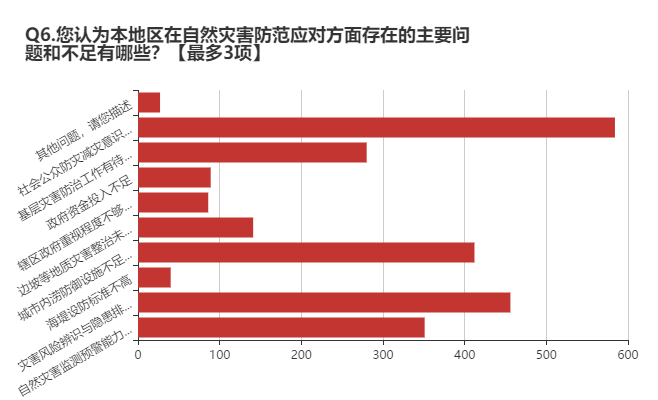 Q6.您认为本地区在自然灾害防范应对方面存在的主要问
题和不足有哪些？【最多3项】
其他问题，请您描述
社会公众防灾减灾意识...
基层灾害防治工作有待...
政府资金投入不足
辖区政府重视程度不够...
边坡等地质灾害整治未...
城市内涝防御设施不足...
海堤设防标准不高
灾害风险辨识与隐患排...
自然灾害监测预警能力...
0 100 200 300 400 500 600